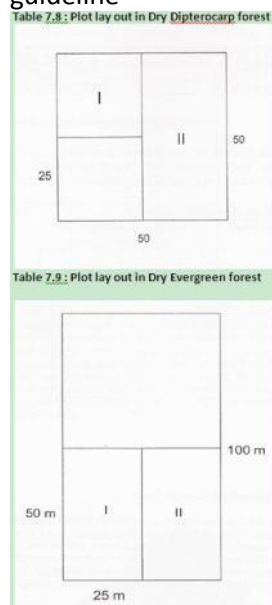 guideline
Table 7.8 : Plot lay out in Dry Dipterocarp forest
I
II
50
25
50
Table 7.9 : Plot lay out in Dry Evergreen forest
100 m
50 m
I
II
25 m